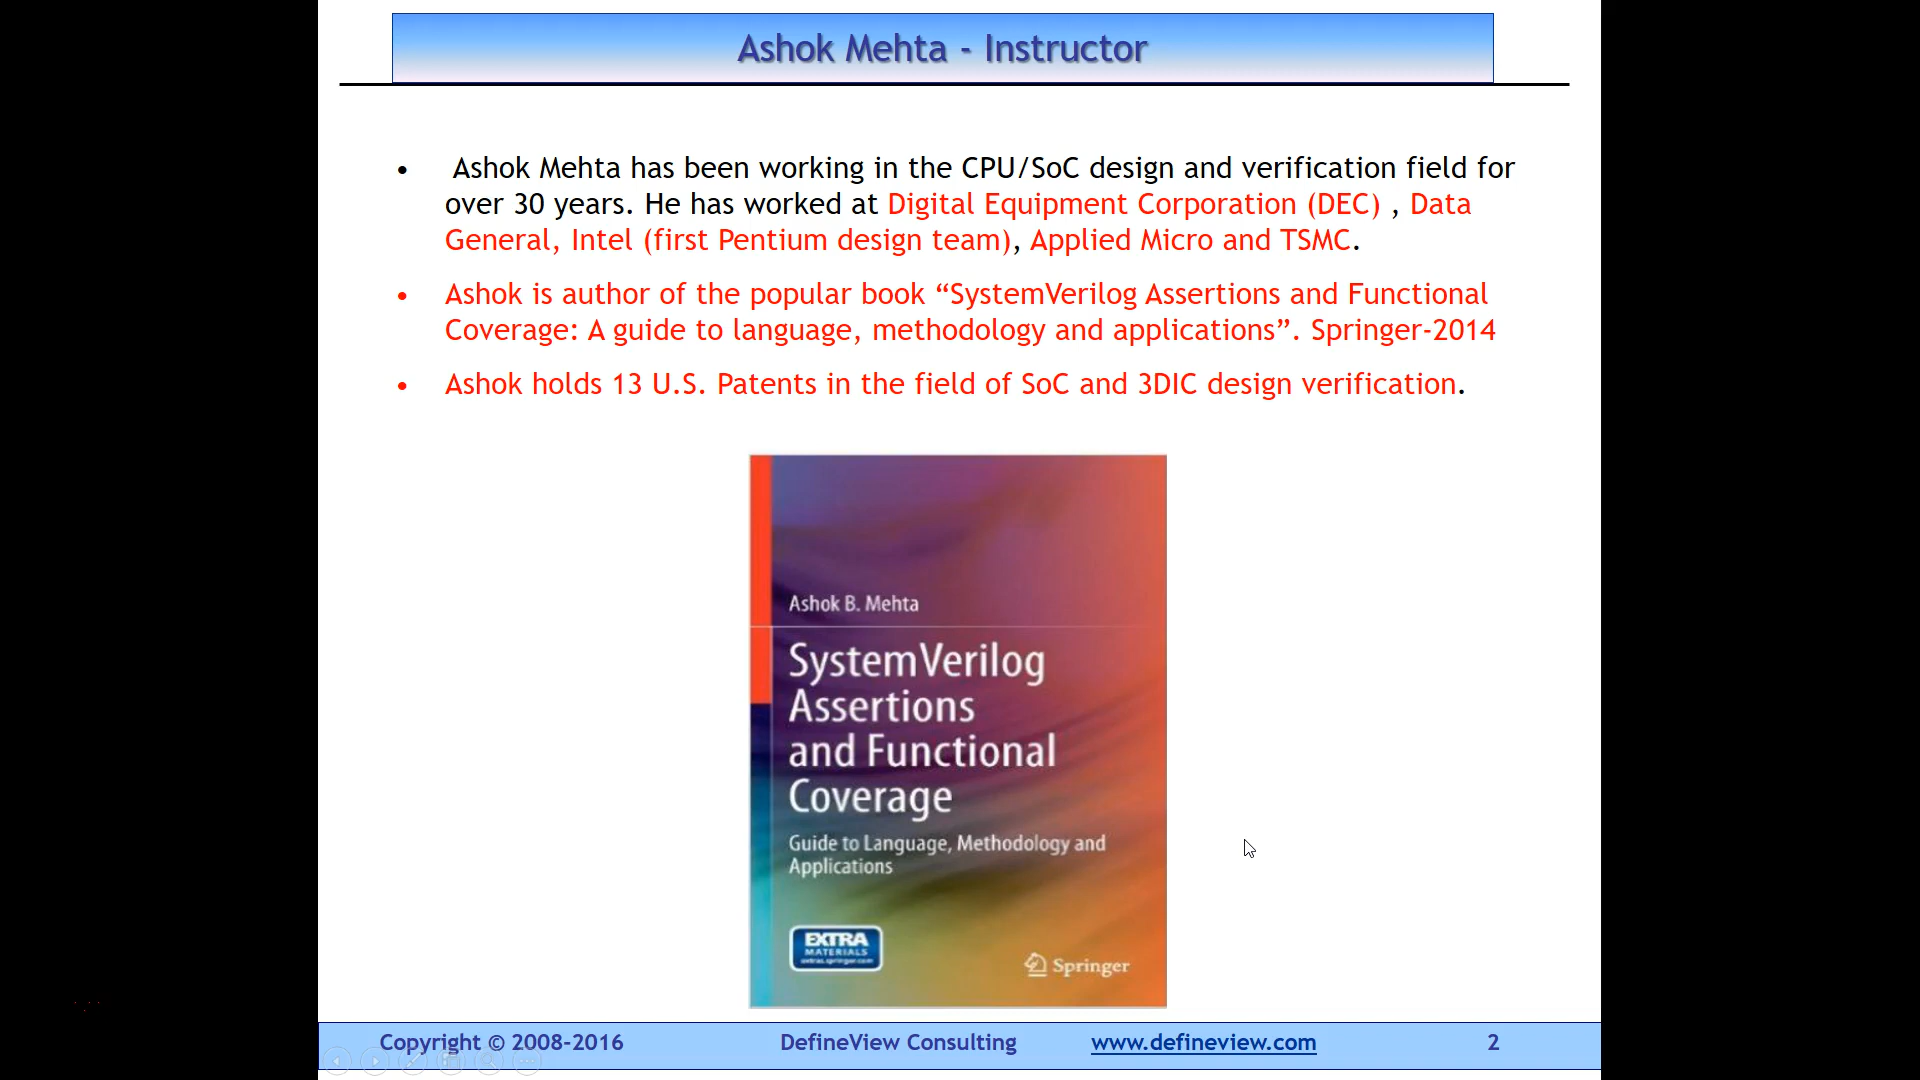 Ashok Mehta - Instructor
• Ashok Mehta has been working in the CPU/SoC design and verification field for
over 30 years. He has worked at Digital Equipment Corporation (DEC) , Data
General, Intel (first Pentium design team), Applied Micro and TSMC.
• Ashok is author of the popular book “SystemVerilog Assertions and Functional
Coverage: A guide to language, methodology and applications”. Springer-2014
• Ashok holds 13 U.S. Patents in the field of SoC and 3DIC design verification.
Ashok B. Mehta
SystemVerilog
Assertions
and Functional
Coverage
Guide to Language, Methodology and
Applications
EXTRA
MATERIALS
extras.springer.com
Springer
Copyright © 2008-2016 DefineView Consulting www.defineview.com 2